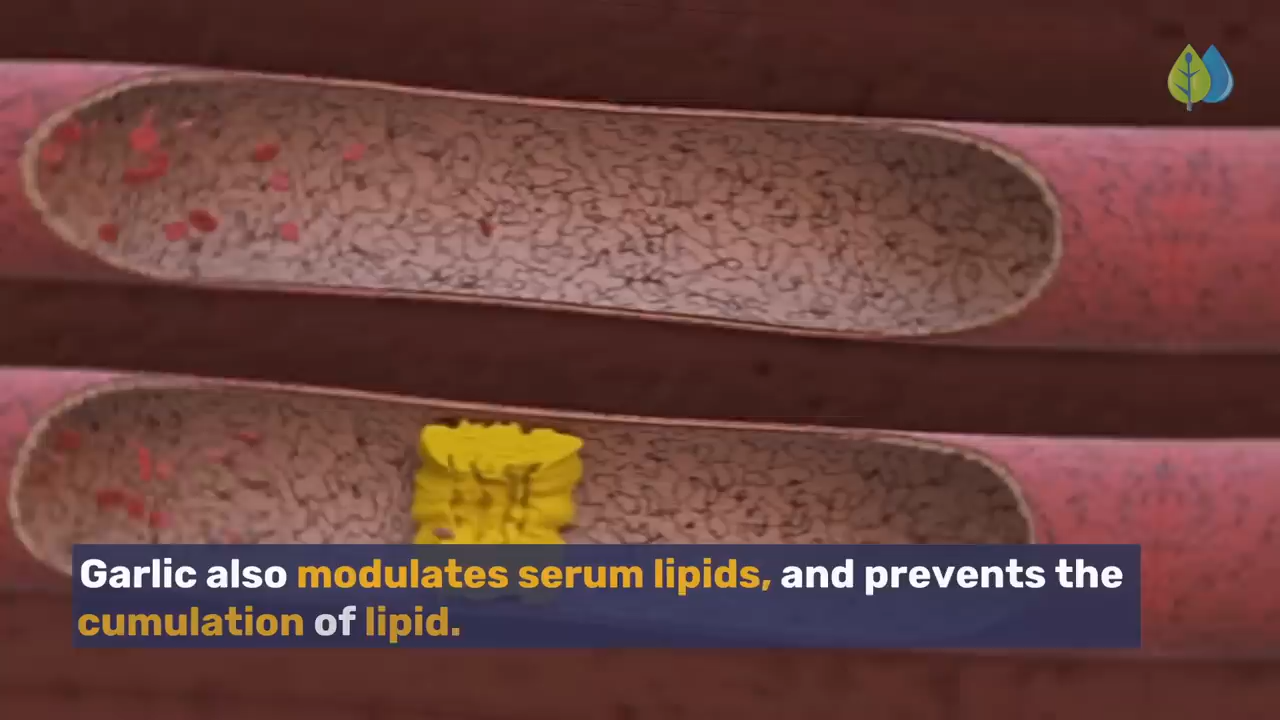 Garlic also modulates serum lipids, and prevents the
cumulation of lipid.